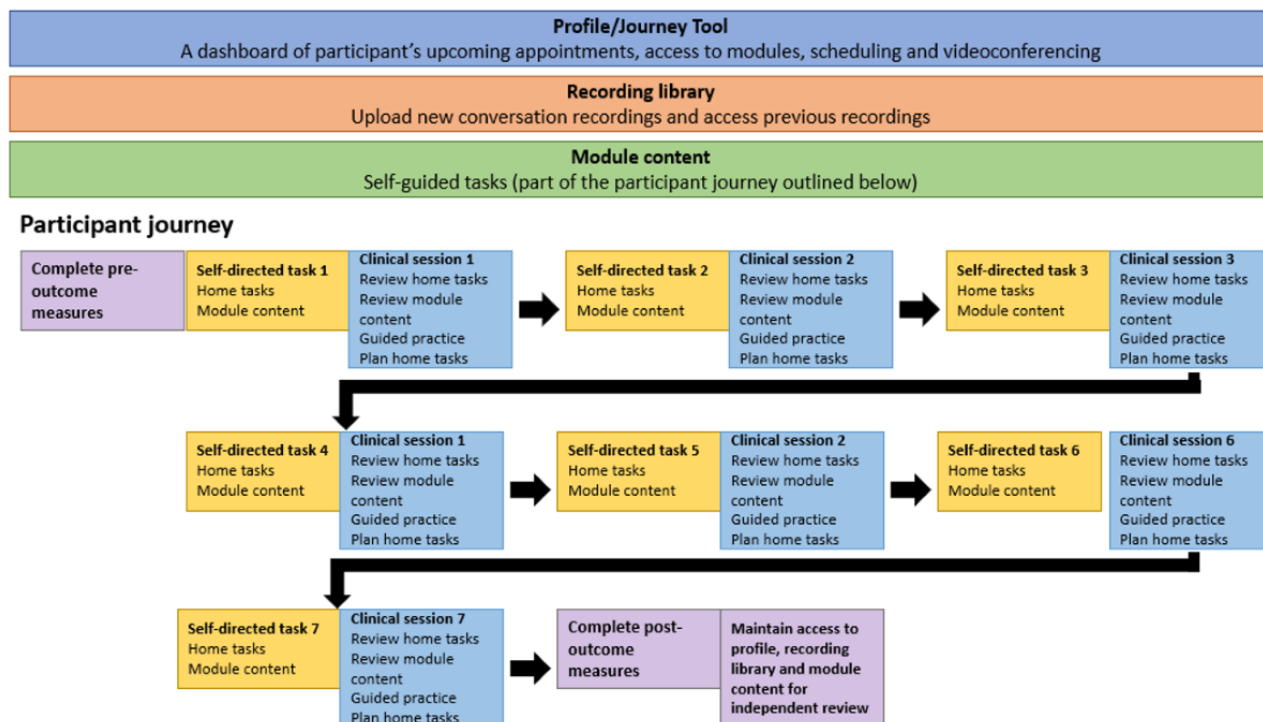 Profile/Journey Tool
A dashboard of participant's upcoming appointments, access to modules, scheduling and videoconferencing
Recording library
Upload new conversation recordings and access previous recordings
Module content
Self-guided tasks (part of the participant journey outlined below)
Participant journey
Complete pre-
outcome
measures
Self-directed task 1
Home tasks
Module content
Clinical session 1
Review home tasks
Review module
content
Guided practice
Plan home tasks
Self-directed task 2
Home tasks
Module content
Clinical session 2
Review home tasks
Review module
content
Guided practice
Plan home tasks
Self-directed task 3
Home tasks
Module content
Clinical session 3
Review home tasks
Review module
content
Guided practice
Plan home tasks
Self-directed task 4
Home tasks
Module content
Clinical session 1
Review home tasks
Review module
content
Guided practice
Plan home tasks
Self-directed task 5
Home tasks
Module content
Clinical session 2
Review home tasks
Review module
content
Guided practice
Plan home tasks
Self-directed task 6
Home tasks
Module content
Clinical session 6
Review home tasks
Review module
content
Guided practice
Plan home tasks
Self-directed task 7
Home tasks
Module content
Clinical session 7
Review home tasks
Review module
content
Guided practice
Plan home tasks
Complete post-
outcome
measures
Maintain access to
profile, recording
library and module
content for
independent review